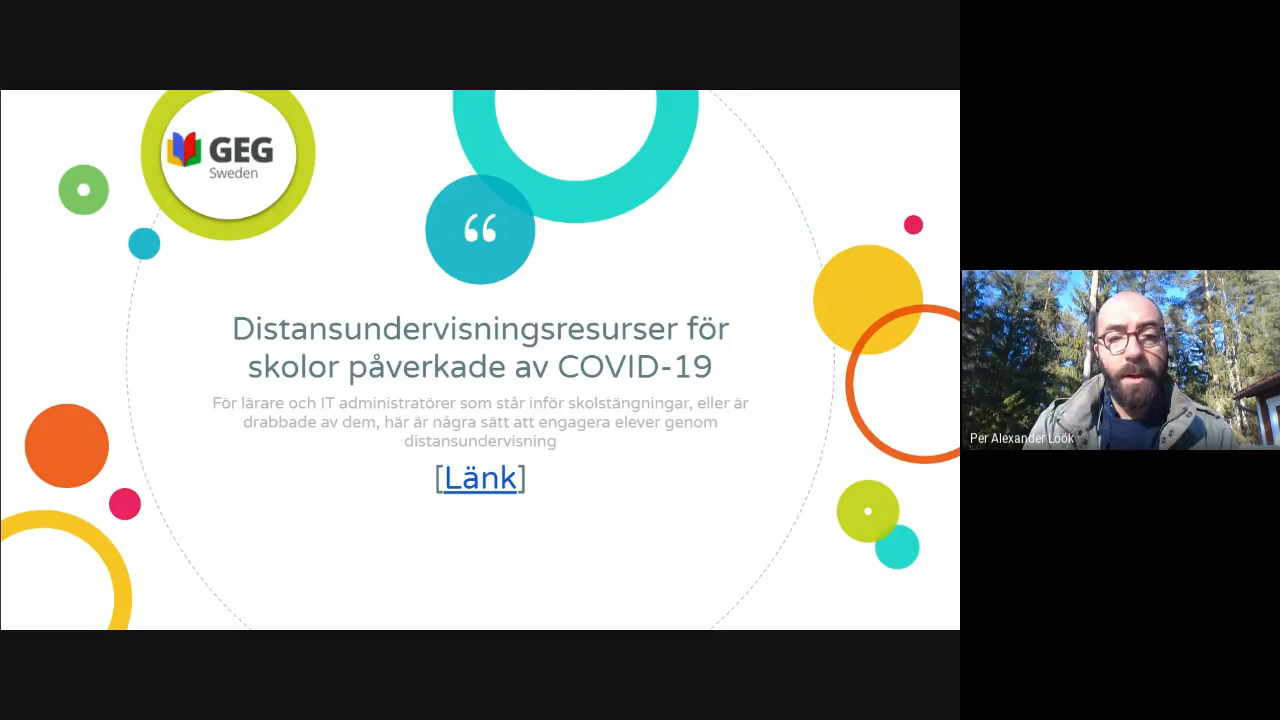 GEG
Sweden
“
Distansundervisningsresurser för
skolor påverkade av COVID-19
För lärare och IT administratörer som står inför skolstängningar, eller är
drabbade av dem, här är några sätt att engagera elever genom
distansundervisning
[Länk]
Per Alexander Löök